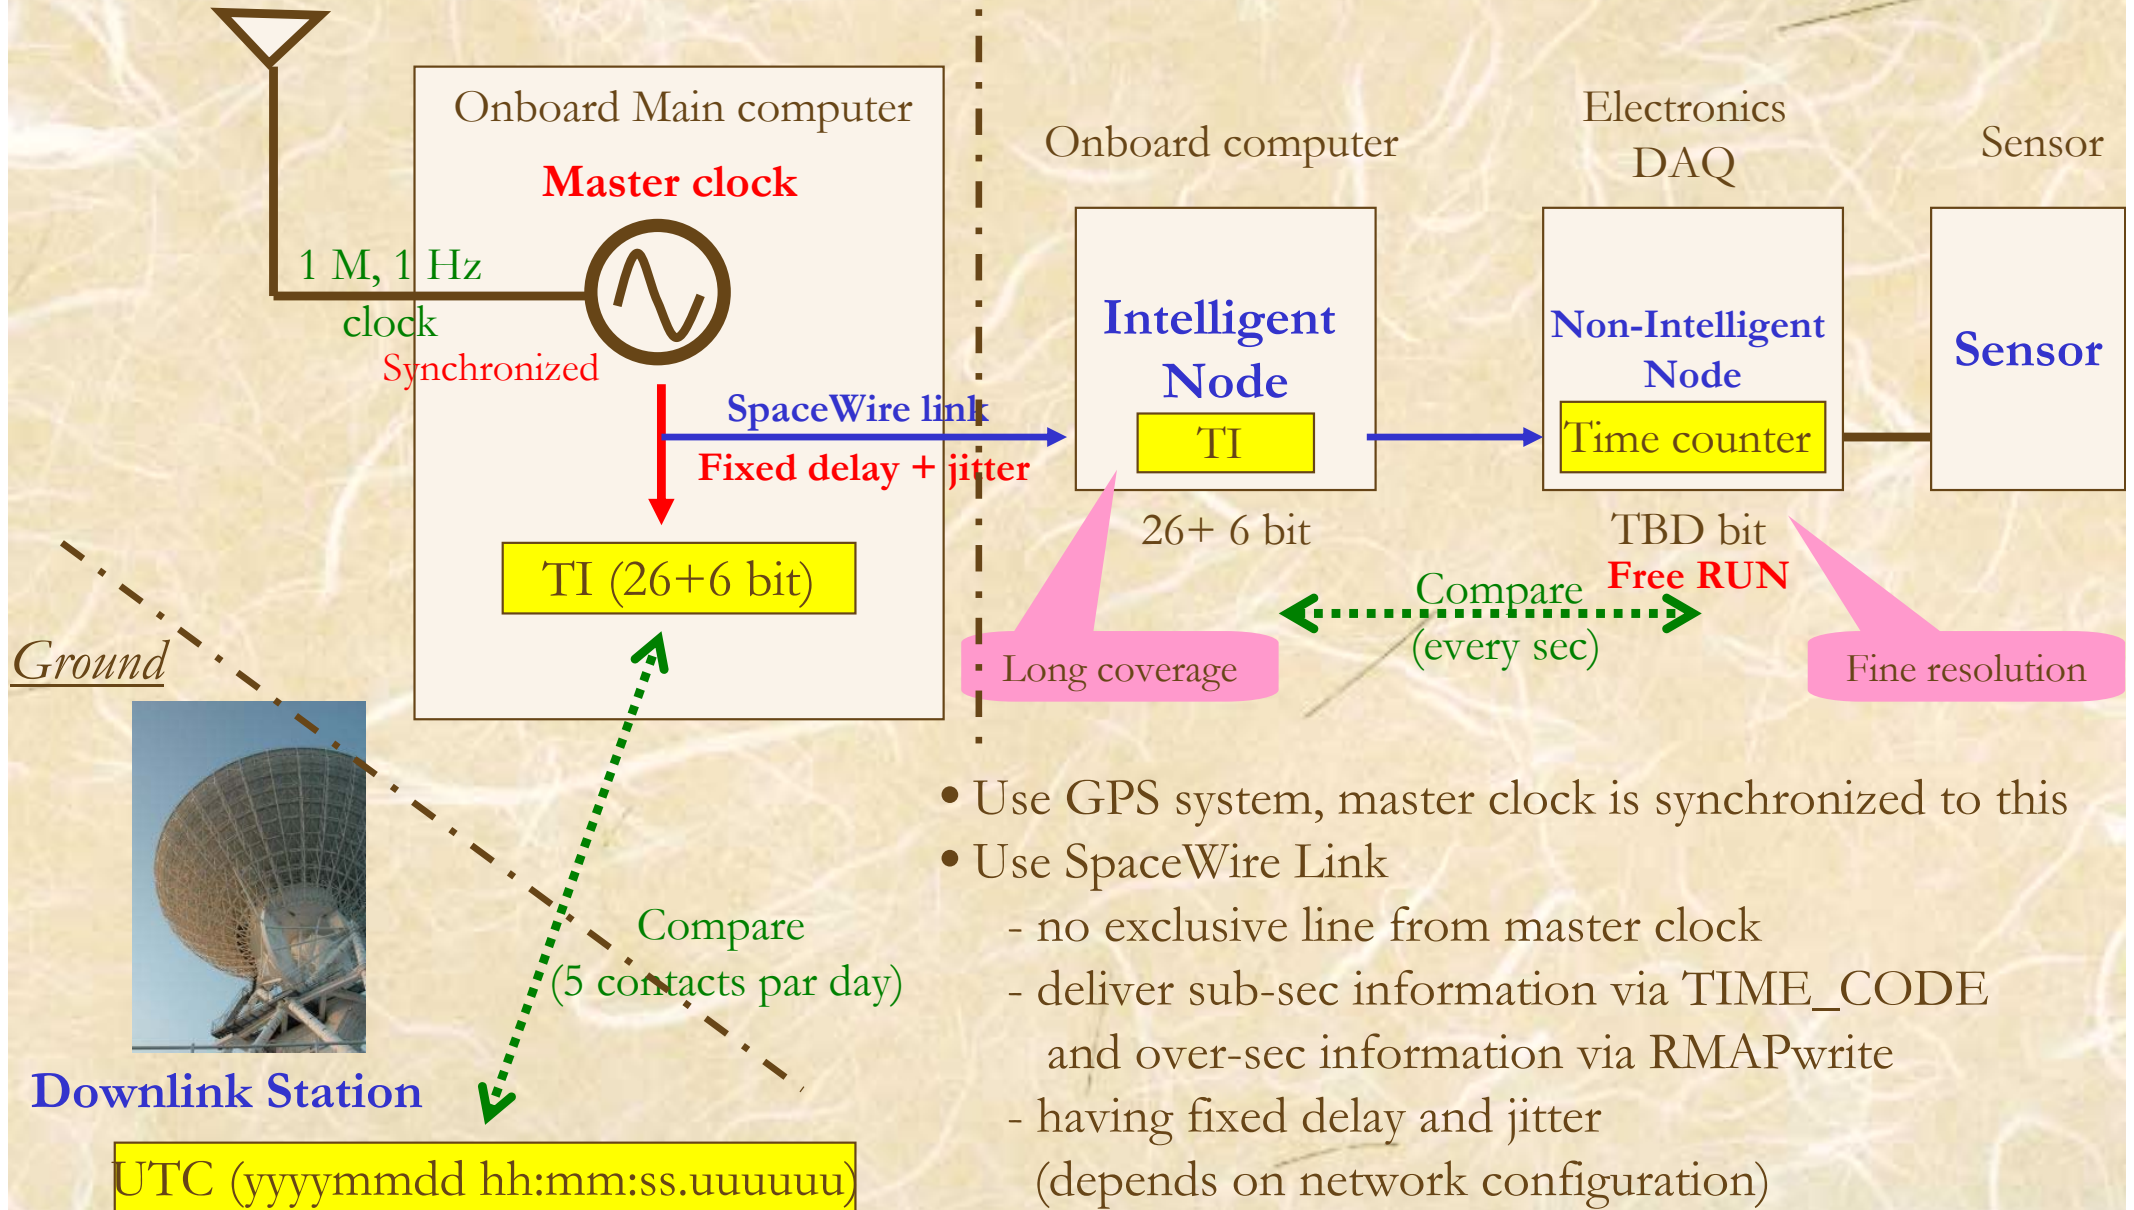 Onboard Main computer
Master clock
1 M, 1 Hz
clock
Synchronized
SpaceWire link
Fixed delay + jitter
TI (26+6 bit)
Onboard computer
Intelligent
Node
TI
26+ 6 bit
Long coverage
Electronics
DAQ
Non-Intelligent
Node
Time counter
TBD bit
Free RUN
Compare
(every sec)
Fine resolution
Sensor
Sensor
Ground
Downlink Station
Compare
(5 contacts par day)
UTC (yyyymmdd hh:mm:ss.uuuuuu)
• Use GPS system, master clock is synchronized to this
• Use SpaceWire Link
- no exclusive line from master clock
- deliver sub-sec information via TIME_CODE
and over-sec information via RMAPwrite
- having fixed delay and jitter
(depends on network configuration)